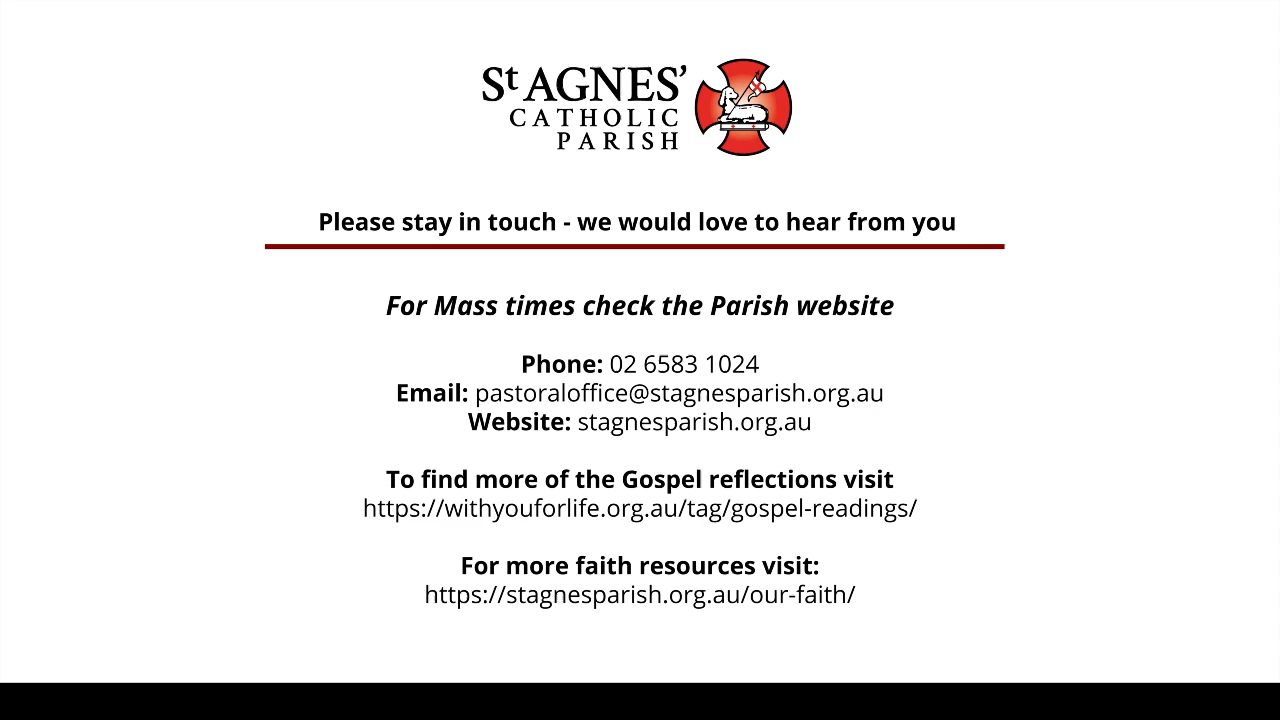 St AGNES’
CATHOLIC
PARISH
Please stay in touch - we would love to hear from you
For Mass times check the Parish website
Phone: 02 6583 1024
Email: pastoraloffice@stagnesparish.org.au
Website: stagnesparish.org.au
To find more of the Gospel reflections visit
https://withyouforlife.org.au/tag/gospel-readings/
For more faith resources visit:
https://stagnesparish.org.au/our-faith/